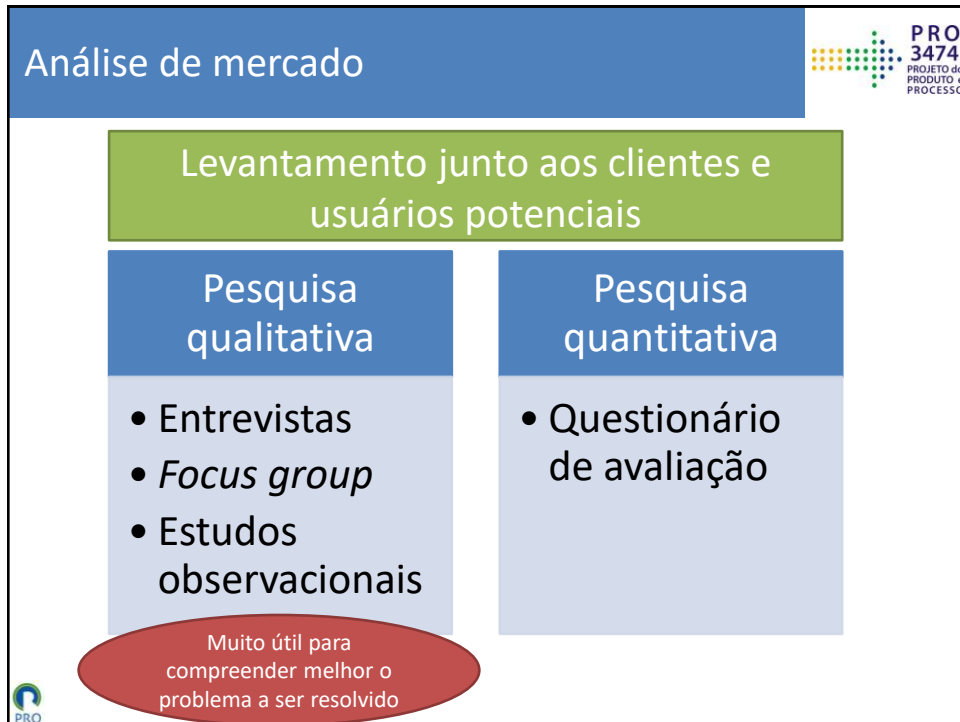 Análise de mercado
PRO
3474
PROJETO do
PRODUTO e
PROCESSO
Levantamento junto aos clientes e
usuários potenciais
Pesquisa
qualitativa
• Entrevistas
• Focus group
• Estudos
observacionais
Pesquisa
quantitativa
• Questionário
de avaliação
Muito útil para
compreender melhor o
problema a ser resolvido
PRO